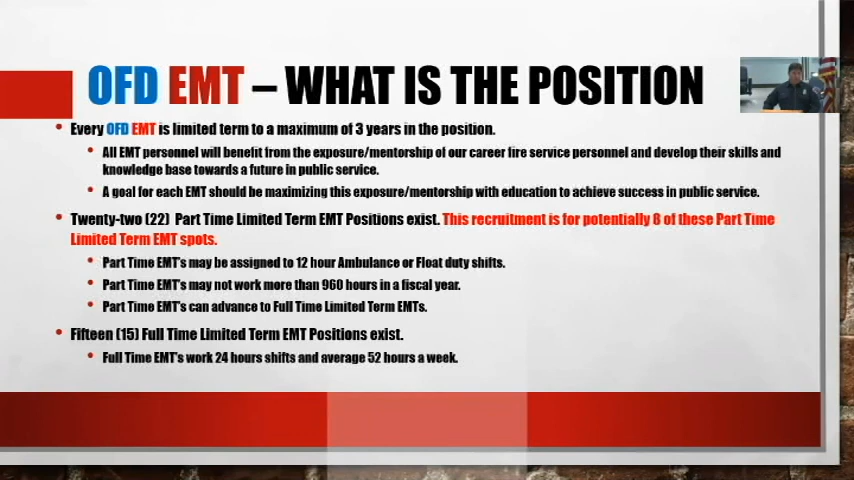 OFD EMT – WHAT IS THE POSITION
Every OFD EMT is limited term to a maximum of 3 years in the position.
All EMT personnel will benefit from the exposure/mentorship of our career fire service personnel and develop their skills and
knowledge base towards a future in public service.
A goal for each EMT should be maximizing this exposure/mentorship with education to achieve success in public service.
Twenty-two (22) Part Time Limited Term EMT Positions exist. This recruitment is for potentially 8 of these Part Time
Limited Term EMT spots.
Part Time EMT's may be assigned to 12 hour Ambulance or Float duty shifts.
Part Time EMT's may not work more than 960 hours in a fiscal year.
Part Time EMT's can advance to Full Time Limited Term EMTs.
Fifteen (15) Full Time Limited Term EMT Positions exist.
Full Time EMT's work 24 hours shifts and average 52 hours a week.